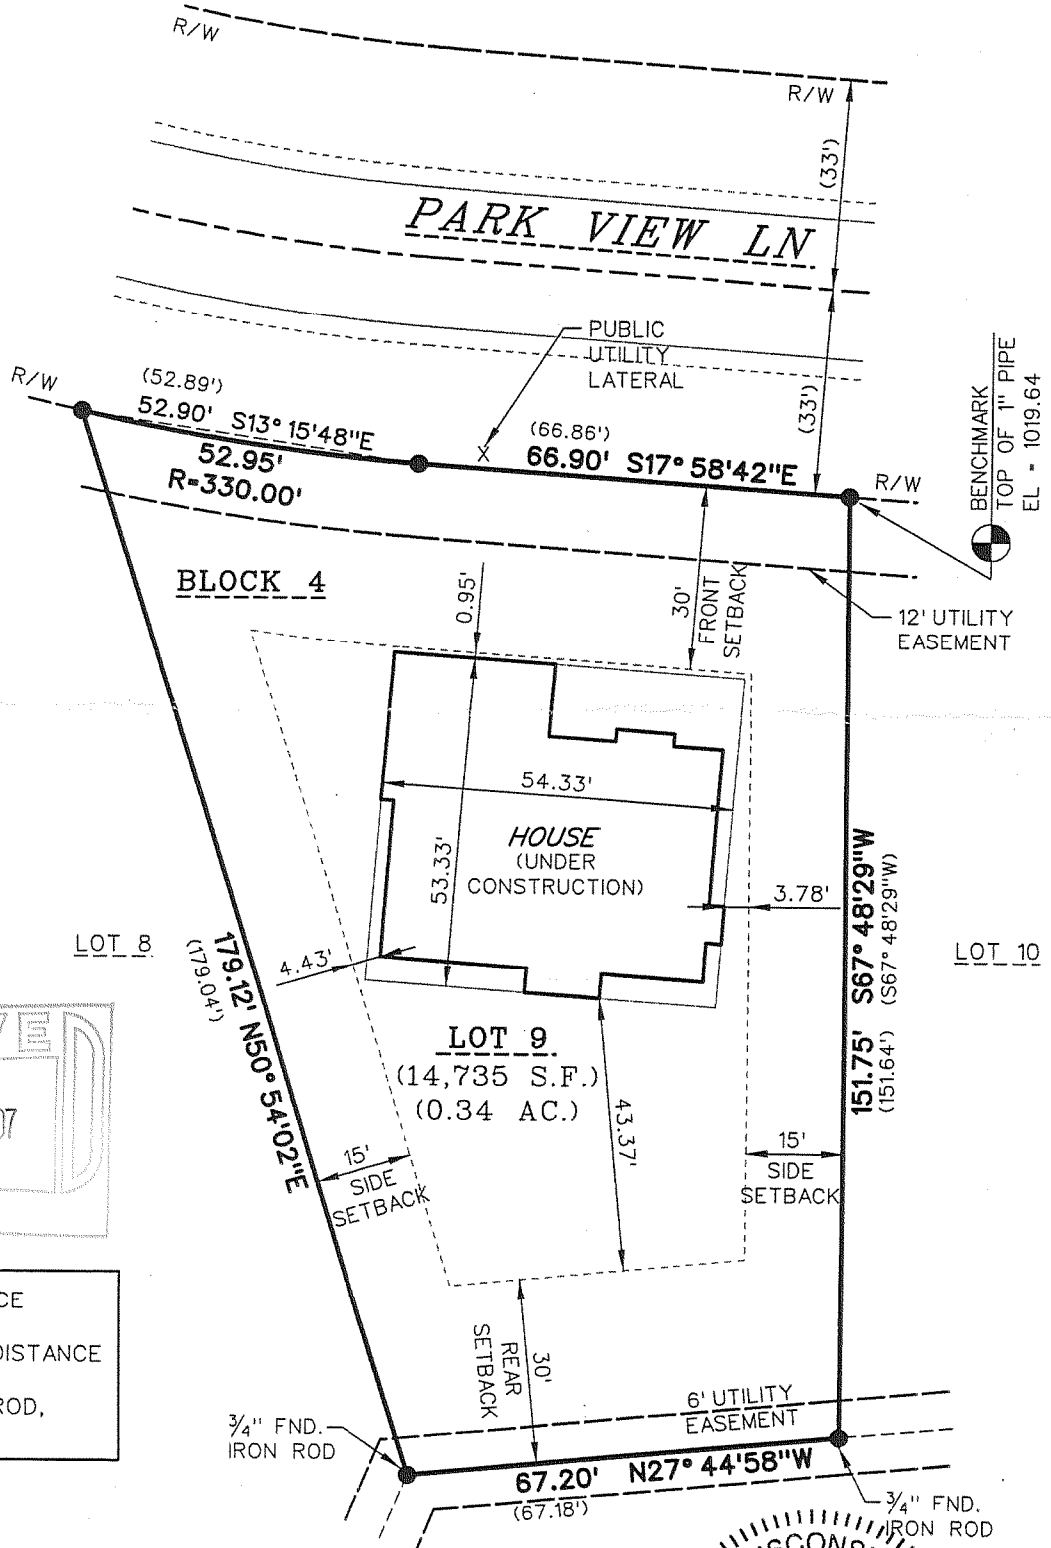 R/W
R/W
(33')
PARK VIEW LN
PUBLIC
UTILITY
LATERAL
(33')
R/W
(52.89')
52.90' S13° 15'48"E
52.95'
R=330.00'
(66.86')
X
66.90' S17° 58'42"E
R/W
BENCHMARK
TOP OF 1" PIPE
EL = 1019.64
BLOCK 4
0.95'
30'
FRONT
SETBACK
12' UTILITY
EASEMENT
54.33'
53.33'
HOUSE
(UNDER
CONSTRUCTION)
3.78'
4.43'
LOT 8
LOT 10
179.12' N50° 54'02"E
(179.04')
151.75' S67° 48'29"W
(151.64') (S67° 48'29"W)
LOT 9
(14,735 S.F.)
(0.34 AC.)
43.37'
15'
SIDE
SETBACK
15'
SIDE
SETBACK
30'
REAR
SETBACK
6' UTILITY
EASEMENT
3/4" FND.
IRON ROD
67.20' N27° 44'58"W
(67.18')
3/4" FND.
IRON ROD
VED
07
CE
DISTANCE
ROD,
SCONS